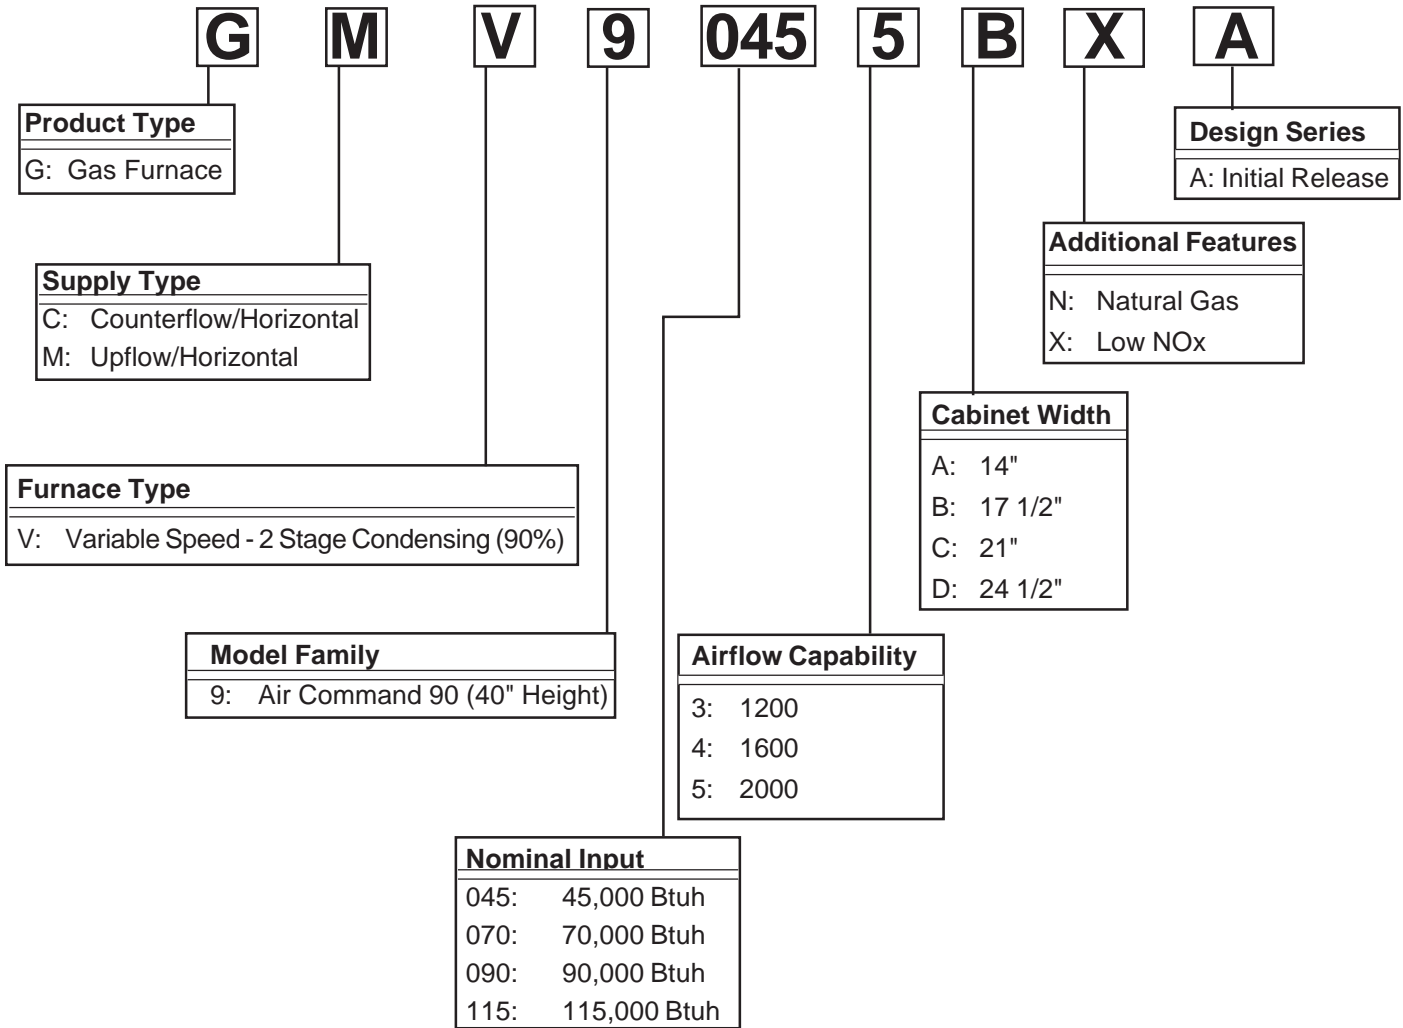 G M V 9 045 5 B X A
Product Type
G: Gas Furnace
Design Series
A: Initial Release
Supply Type
C: Counterflow/Horizontal
M: Upflow/Horizontal
Additional Features
N: Natural Gas
X: Low NOx
Furnace Type
V: Variable Speed - 2 Stage Condensing (90%)
Cabinet Width
A: 14"
B: 17 1/2"
C: 21"
D: 24 1/2"
Model Family
9: Air Command 90 (40" Height)
Airflow Capability
3: 1200
4: 1600
5: 2000
Nominal Input
045: 45,000 Btuh
070: 70,000 Btuh
090: 90,000 Btuh
115: 115,000 Btuh